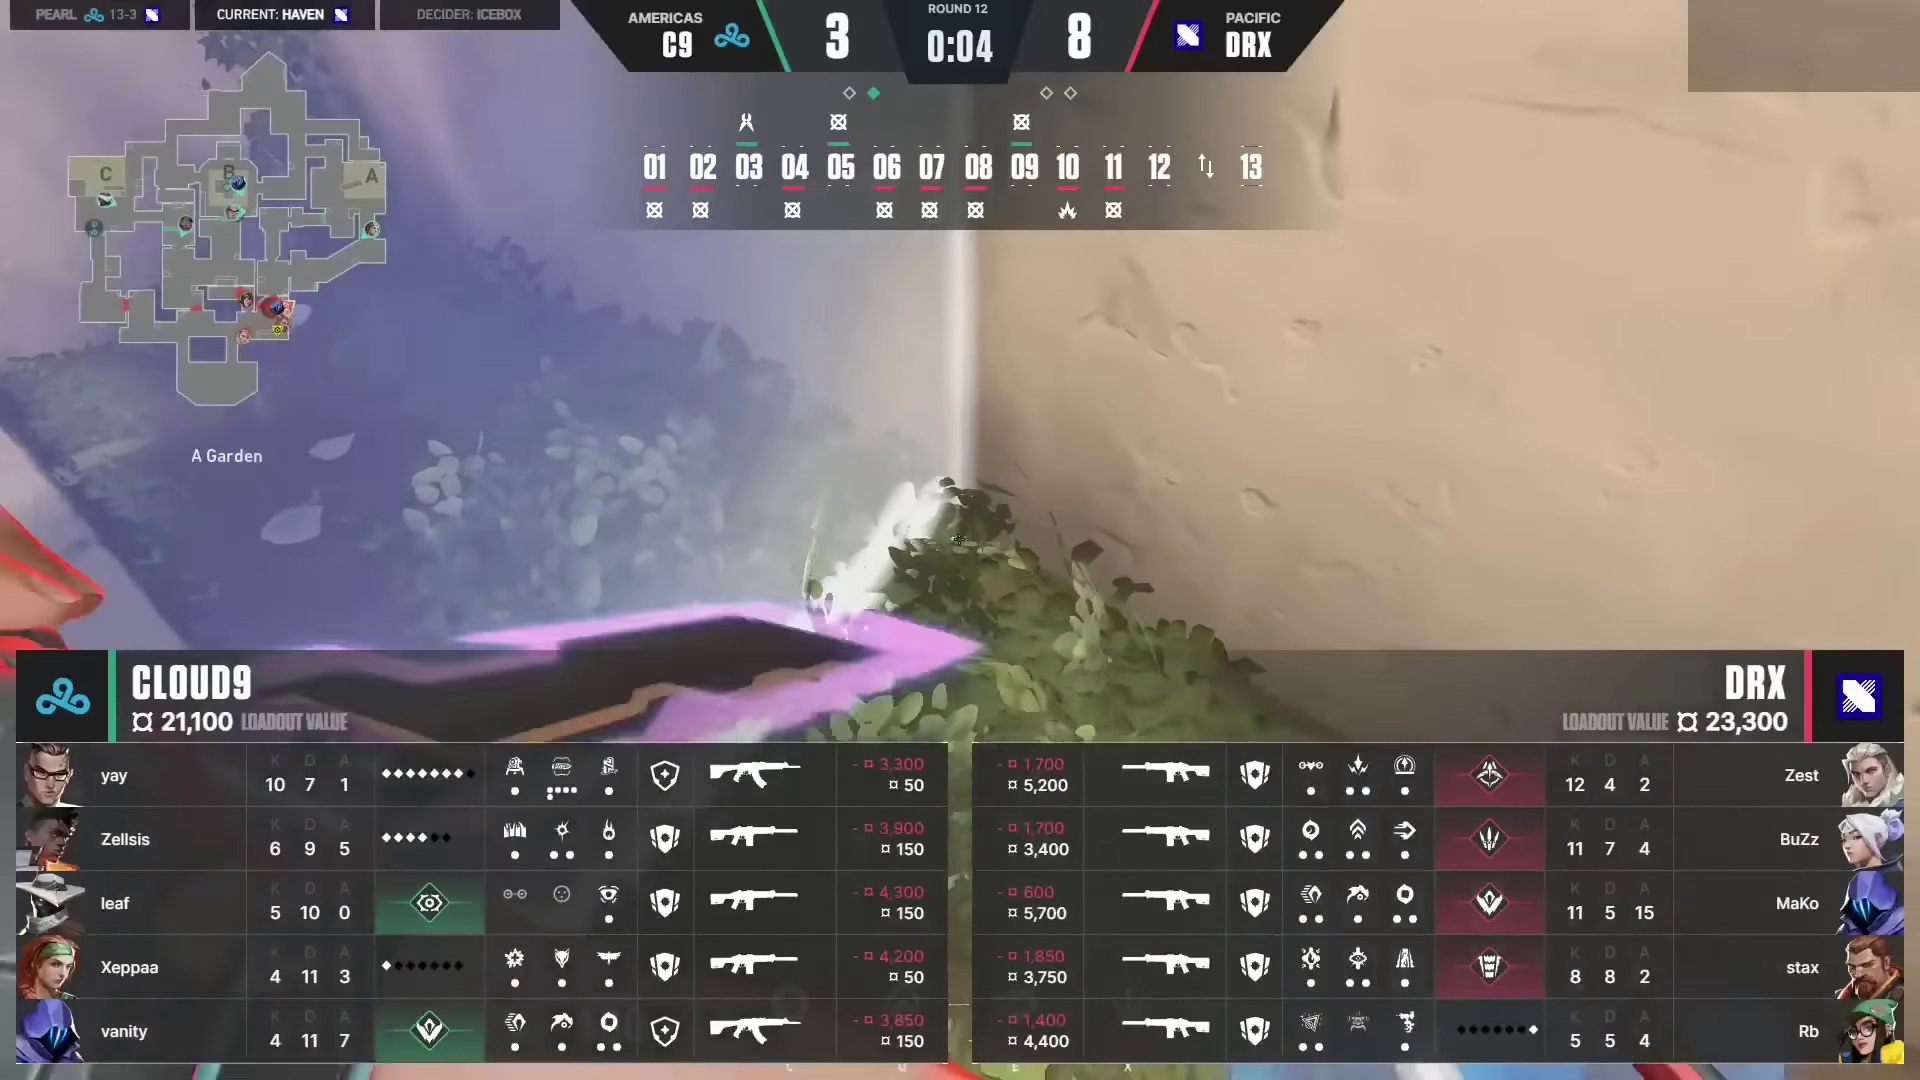 PEARL 13-3
CURRENT: HAVEN
DECIDER: ICEBOX
AMERICAS
C9
3
ROUND 12
0:04
8
PACIFIC
DRX
01 02 03 04 05 06 07 08 09 10 11 12 13
C B A
A Garden
CLOUD9
21,100 LOADOUT VALUE
DRX
LOADOUT VALUE 23,300
yay K 10 D 7 A 1 - 3,300 50
Zellsis K 6 D 9 A 5 - 3,900 150
leaf K 5 D 10 A 0 - 4,300 150
Xeppaa K 4 D 11 A 3 - 4,200 50
vanity K 4 D 11 A 7 - 3,850 150
- 1,700 5,200 K 12 D 4 A 2 Zest
- 1,700 3,400 K 11 D 7 A 4 BuZz
- 600 5,700 K 11 D 5 A 15 MaKo
- 1,850 3,750 K 8 D 8 A 2 stax
- 1,400 4,400 K 5 D 5 A 4 Rb
C Q E X